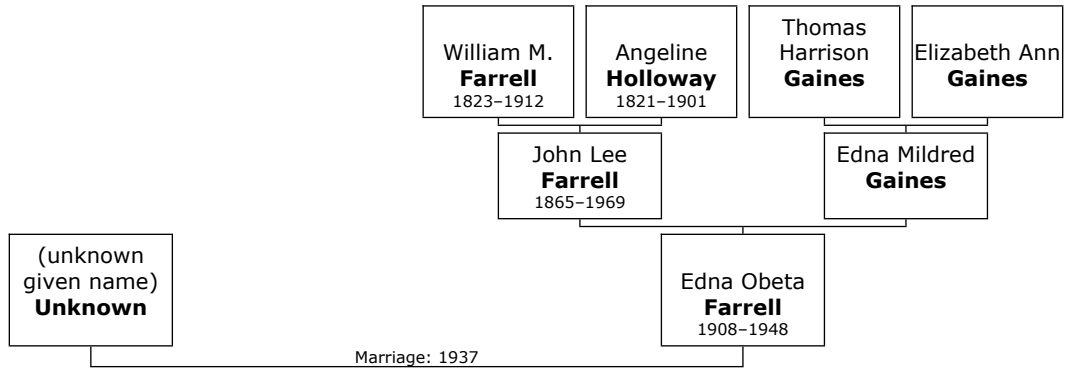 William M.
Farrell
1823–1912
Angeline
Holloway
1821–1901
Thomas
Harrison
Gaines
Elizabeth Ann
Gaines
John Lee
Farrell
1865–1969
Edna Mildred
Gaines
(unknown
given name)
Unknown
Edna Obeta
Farrell
1908–1948
Marriage: 1937